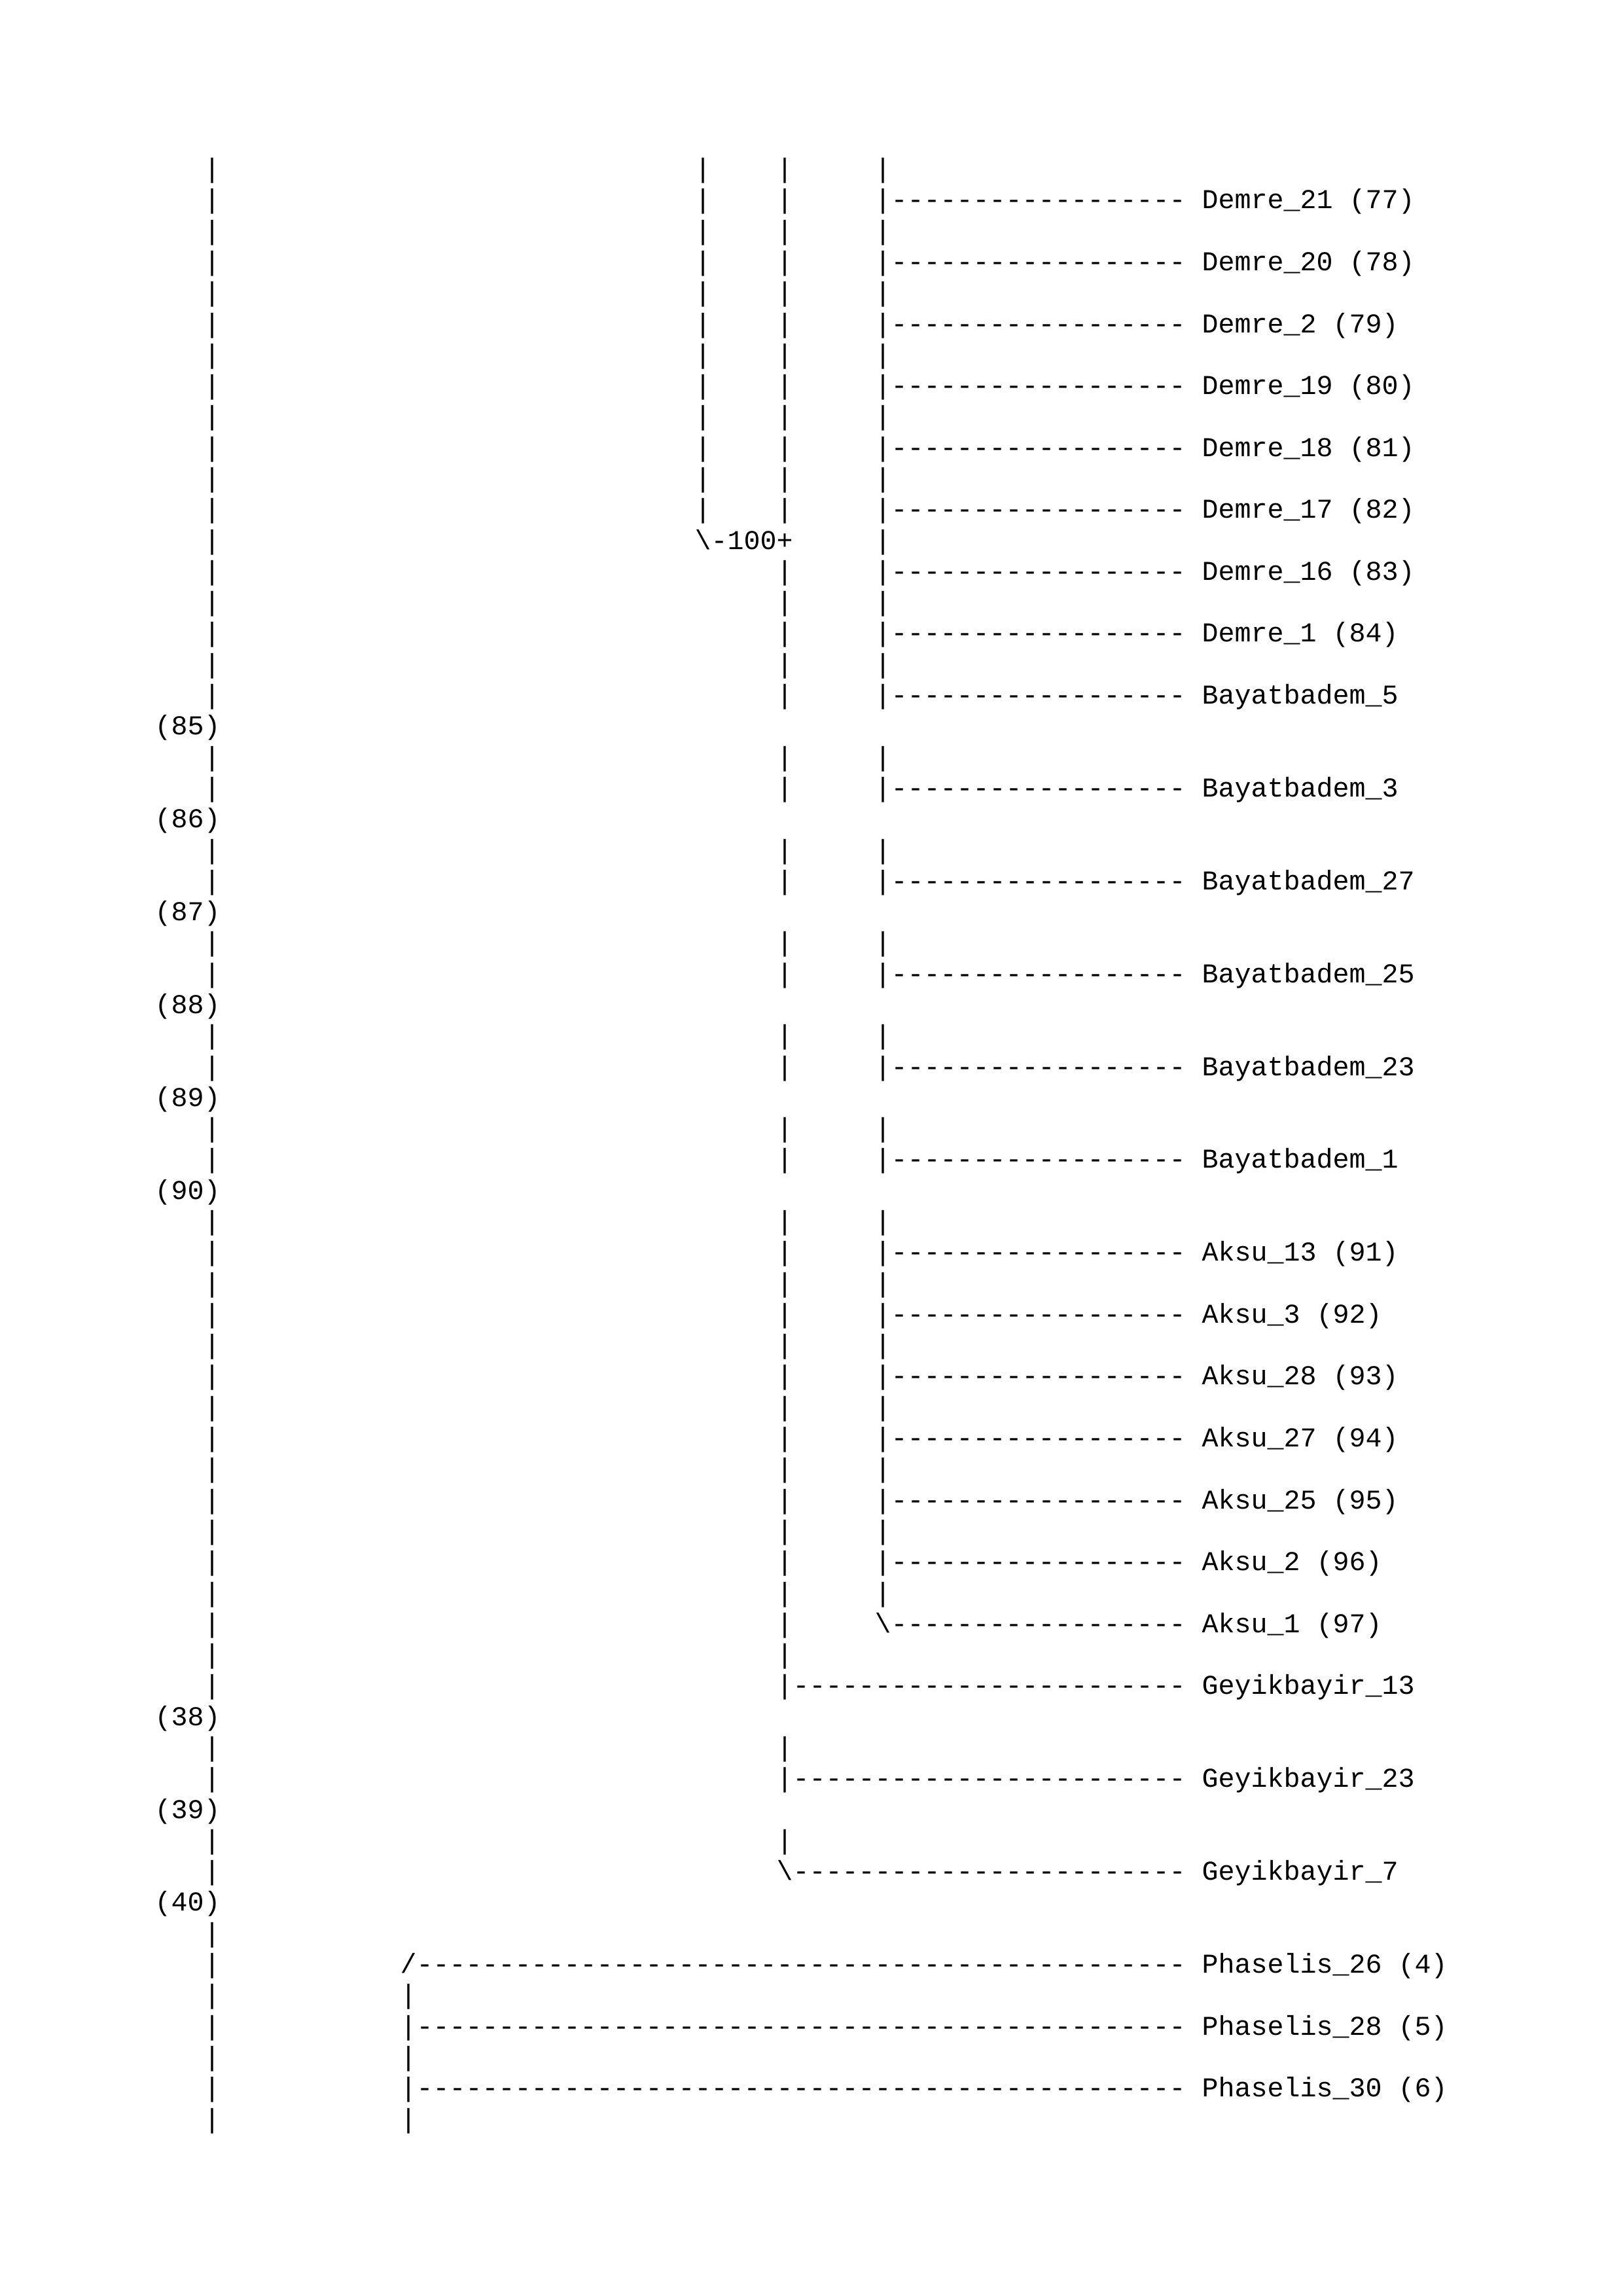 |                             |    |     |
|                             |    |     |------------------ Demre_21 (77)
|                             |    |     |
|                             |    |     |------------------ Demre_20 (78)
|                             |    |     |
|                             |    |     |------------------ Demre_2 (79)
|                             |    |     |
|                             |    |     |------------------ Demre_19 (80)
|                             |    |     |
|                             |    |     |------------------ Demre_18 (81)
|                             |    |     |
|                             |    |     |------------------ Demre_17 (82)
|                             \-100+     |
|                                  |     |------------------ Demre_16 (83)
|                                  |     |
|                                  |     |------------------ Demre_1 (84)
|                                  |     |
|                                  |     |------------------ Bayatbadem_5
(85)
|                                  |     |
|                                  |     |------------------ Bayatbadem_3
(86)
|                                  |     |
|                                  |     |------------------ Bayatbadem_27
(87)
|                                  |     |
|                                  |     |------------------ Bayatbadem_25
(88)
|                                  |     |
|                                  |     |------------------ Bayatbadem_23
(89)
|                                  |     |
|                                  |     |------------------ Bayatbadem_1
(90)
|                                  |     |
|                                  |     |------------------ Aksu_13 (91)
|                                  |     |
|                                  |     |------------------ Aksu_3 (92)
|                                  |     |
|                                  |     |------------------ Aksu_28 (93)
|                                  |     |
|                                  |     |------------------ Aksu_27 (94)
|                                  |     |
|                                  |     |------------------ Aksu_25 (95)
|                                  |     |
|                                  |     |------------------ Aksu_2 (96)
|                                  |     |
|                                  |     \------------------ Aksu_1 (97)
|                                  |
|                                  |------------------------ Geyikbayir_13
(38)
|                                  |
|                                  |------------------------ Geyikbayir_23
(39)
|                                  |
|                                  \------------------------ Geyikbayir_7
(40)
|
|           /----------------------------------------------- Phaselis_26 (4)
|           |
|           |----------------------------------------------- Phaselis_28 (5)
|           |
|           |----------------------------------------------- Phaselis_30 (6)
|           |